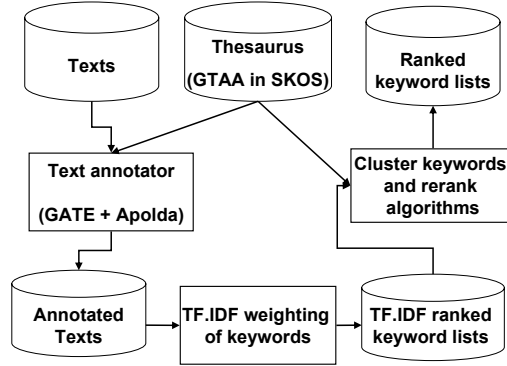 Texts
Thesaurus
(GTAA in SKOS)
Ranked
keyword lists
Text annotator
(GATE + Apolda)
Cluster keywords
and rerank
algorithms
Annotated
Texts
TF.IDF weighting
of keywords
TF.IDF ranked
keyword lists